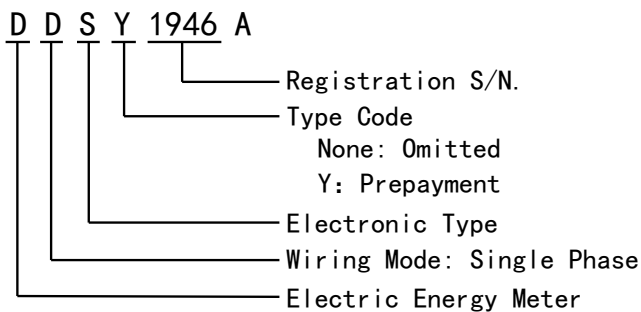 D D S Y 1946 A
Registration S/N.
Type Code
None: Omitted
Y: Prepayment
Electronic Type
Wiring Mode: Single Phase
Electric Energy Meter